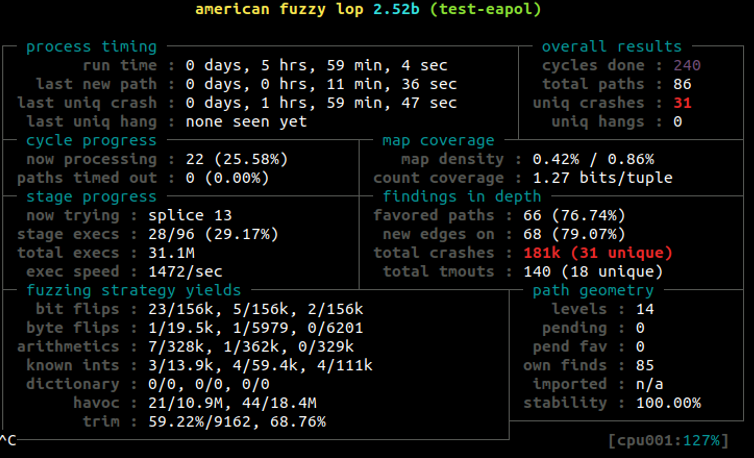 american fuzzy lop 2.52b (test-eapol)
process timing overall results
run time : 0 days, 5 hrs, 59 min, 4 sec cycles done : 240
last new path : 0 days, 0 hrs, 11 min, 36 sec total paths : 86
last uniq crash : 0 days, 1 hrs, 59 min, 47 sec uniq crashes : 31
last uniq hang : none seen yet uniq hangs : 0
cycle progress map coverage
now processing : 22 (25.58%) map density : 0.42% / 0.86%
paths timed out : 0 (0.00%) count coverage : 1.27 bits/tuple
stage progress findings in depth
now trying : splice 13 favored paths : 66 (76.74%)
stage execs : 28/96 (29.17%) new edges on : 68 (79.07%)
total execs : 31.1M total crashes : 181k (31 unique)
exec speed : 1472/sec total tmouts : 140 (18 unique)
fuzzing strategy yields path geometry
bit flips : 23/156k, 5/156k, 2/156k levels : 14
byte flips : 1/19.5k, 1/5979, 0/6201 pending : 0
arithmetics : 7/328k, 1/362k, 0/329k pend fav : 0
known ints : 3/13.9k, 4/59.4k, 4/111k own finds : 85
dictionary : 0/0, 0/0, 0/0 imported : n/a
havoc : 21/10.9M, 44/18.4M stability : 100.00%
trim : 59.22%/9162, 68.76%
^C [cpu001:127%]